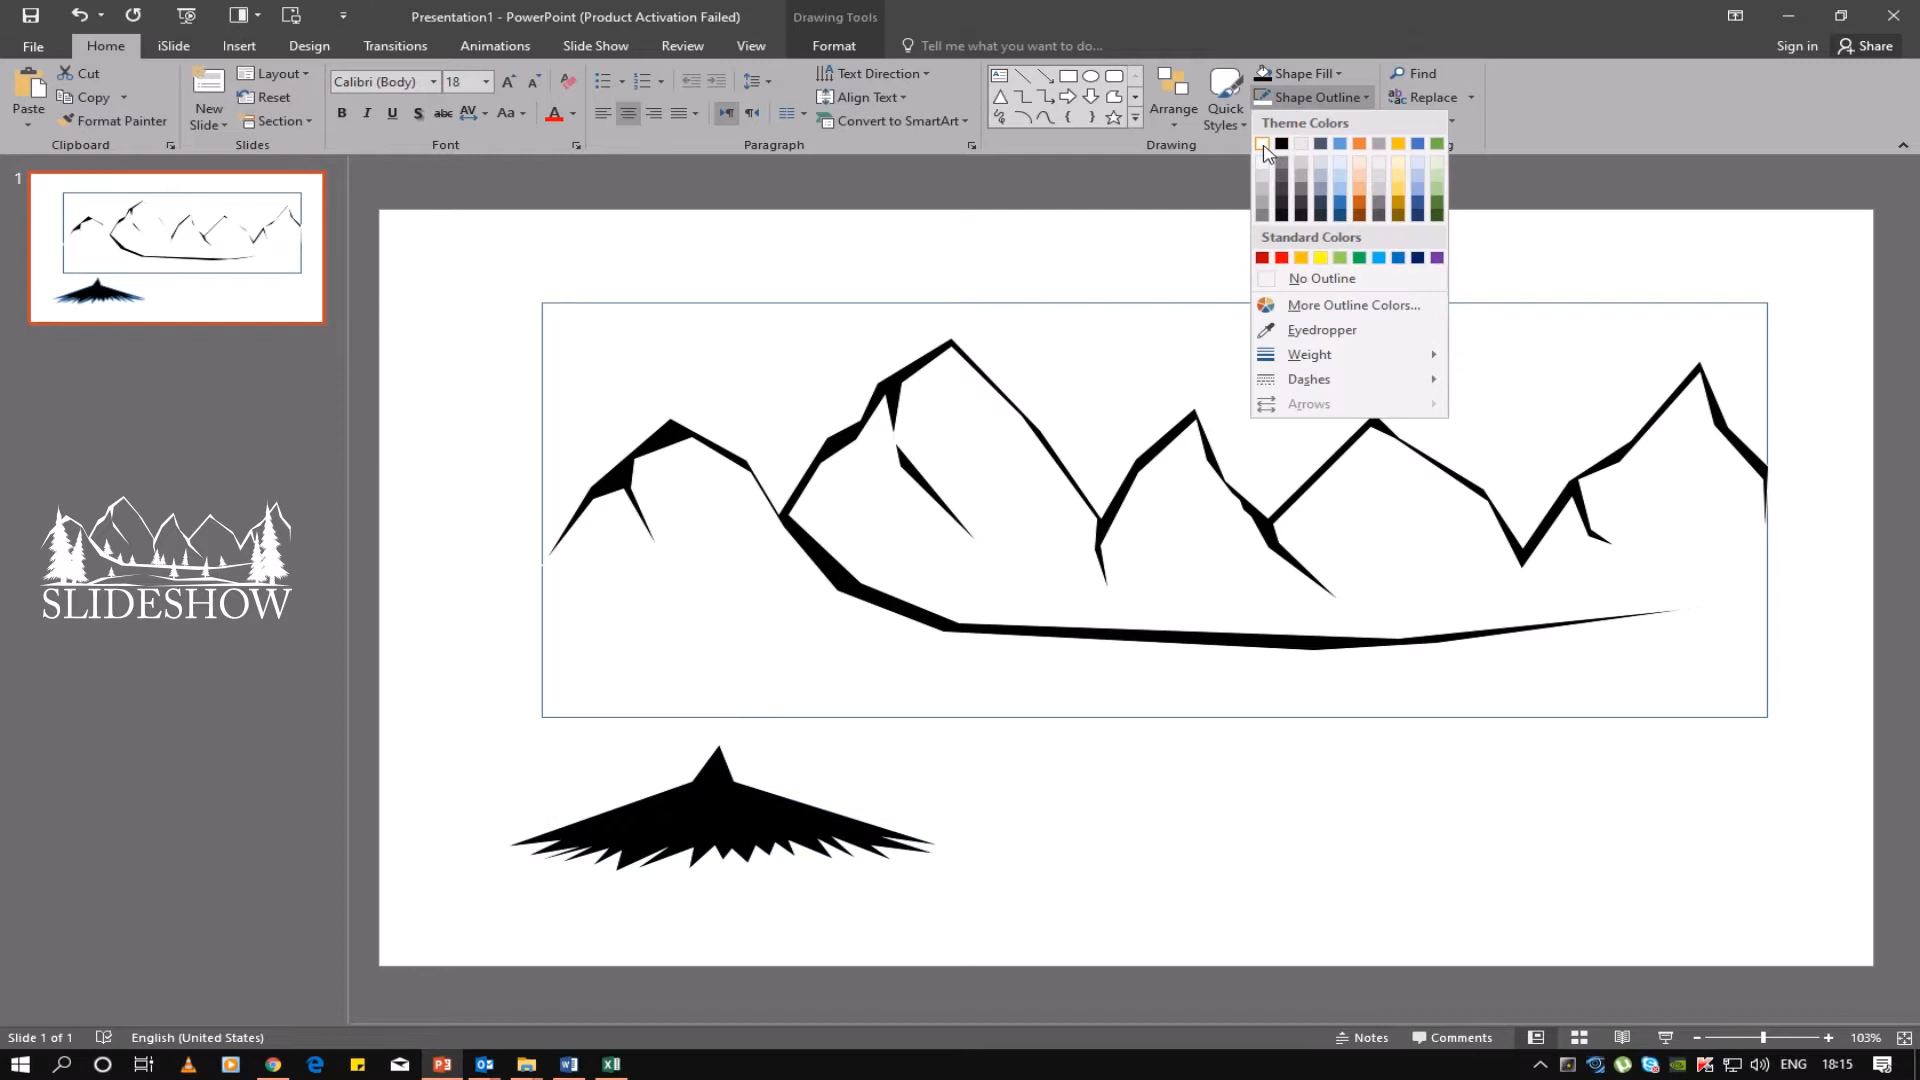 Presentation1 - PowerPoint (Product Activation Failed)
Drawing Tools
File
Home
iSlide
Insert
Design
Transitions
Animations
Slide Show
Review
View
Format
Tell me what you want to do...
Sign in
Share
Paste
Cut
Copy
Format Painter
Clipboard
New
Slide
Layout
Reset
Section
Slides
Calibri (Body)
18
B I U S abc AV Aa A
Font
Text Direction
Align Text
Convert to SmartArt
Paragraph
Arrange
Quick
Styles
Shape Fill
Shape Outline
Drawing
Find
Replace
Theme Colors
Standard Colors
No Outline
More Outline Colors...
Eyedropper
Weight
Dashes
Arrows
1
SLIDESHOW
Slide 1 of 1
English (United States)
Notes
Comments
103%
ENG
18:15